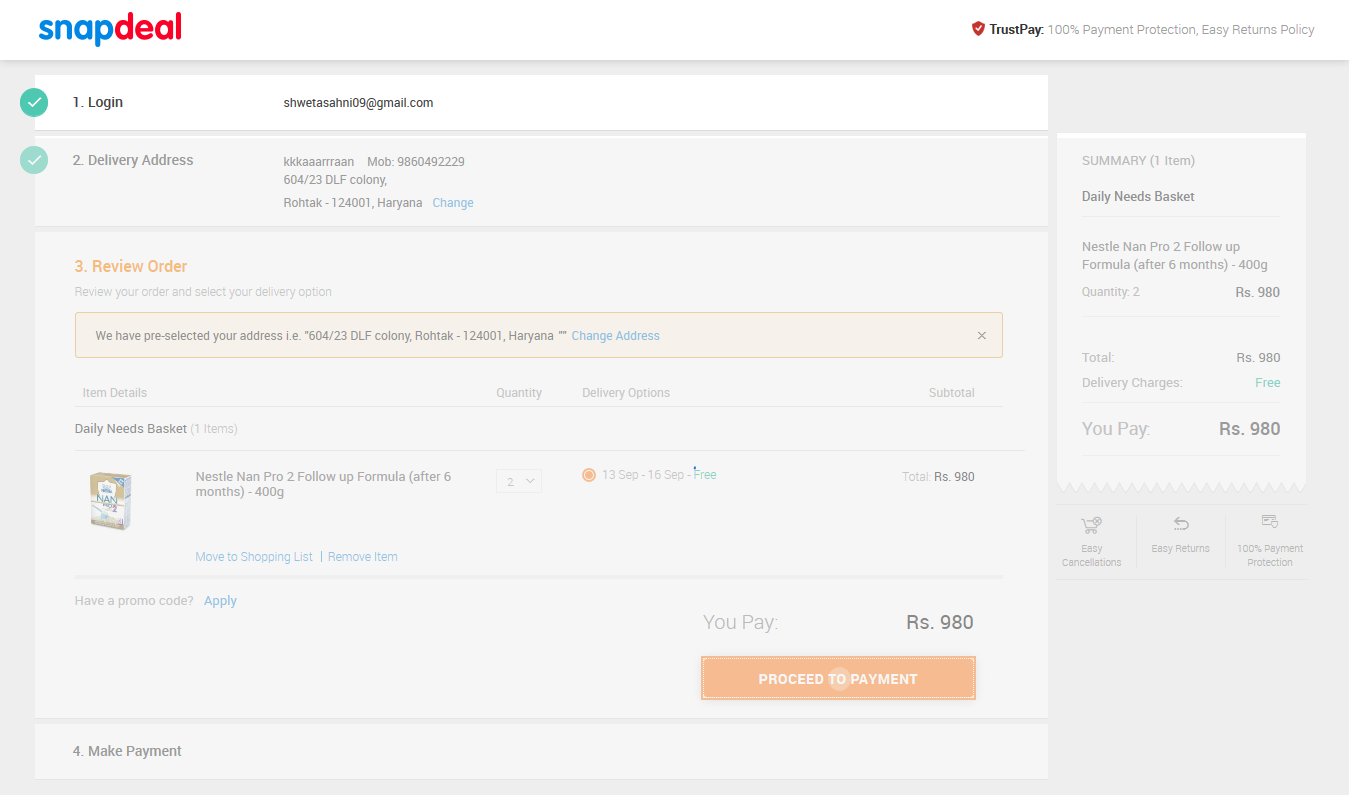 snapdeal
TrustPay: 100% Payment Protection, Easy Returns Policy
1. Login
shwetasahni09@gmail.com
2. Delivery Address
kkkaaarrraan Mob: 9860492229
604/23 DLF colony,
Rohtak - 124001, Haryana Change
3. Review Order
Review your order and select your delivery option
We have pre-selected your address i.e. "604/23 DLF colony, Rohtak - 124001, Haryana "" Change Address ×
Item Details Quantity Delivery Options Subtotal
Daily Needs Basket (1 Items)
NAN
PRO 2
Nestle Nan Pro 2 Follow up Formula (after 6
months) - 400g
2
13 Sep - 16 Sep - Free
Total: Rs. 980
Move to Shopping List | Remove Item
Have a promo code? Apply
You Pay: Rs. 980
PROCEED TO PAYMENT
4. Make Payment
SUMMARY (1 Item)
Daily Needs Basket
Nestle Nan Pro 2 Follow up
Formula (after 6 months) - 400g
Quantity: 2 Rs. 980
Total: Rs. 980
Delivery Charges: Free
You Pay: Rs. 980
Easy
Cancellations
Easy Returns
100% Payment
Protection